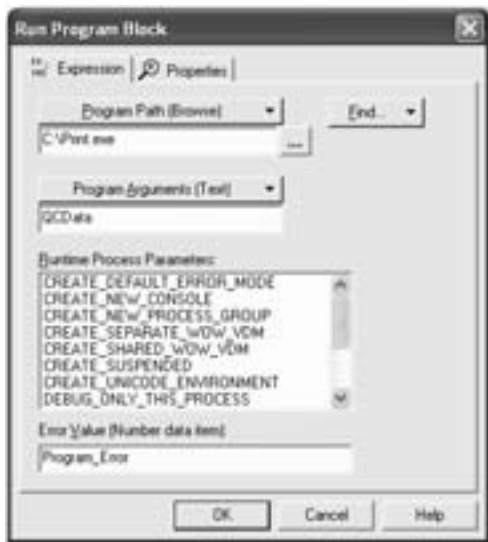 Run Program Block
Expression
Properties
Program Path (Browse)
Find...
C:\Print.exe
...
Program Arguments (Text)
QCData
Runtime Process Parameters:
CREATE_DEFAULT_ERROR_MODE
CREATE_NEW_CONSOLE
CREATE_NEW_PROCESS_GROUP
CREATE_SEPARATE_WOW_VDM
CREATE_SHARED_WOW_VDM
CREATE_SUSPENDED
CREATE_UNICODE_ENVIRONMENT
DEBUG_ONLY_THIS_PROCESS
Error Value (Number data item)
Program_Error
OK
Cancel
Help